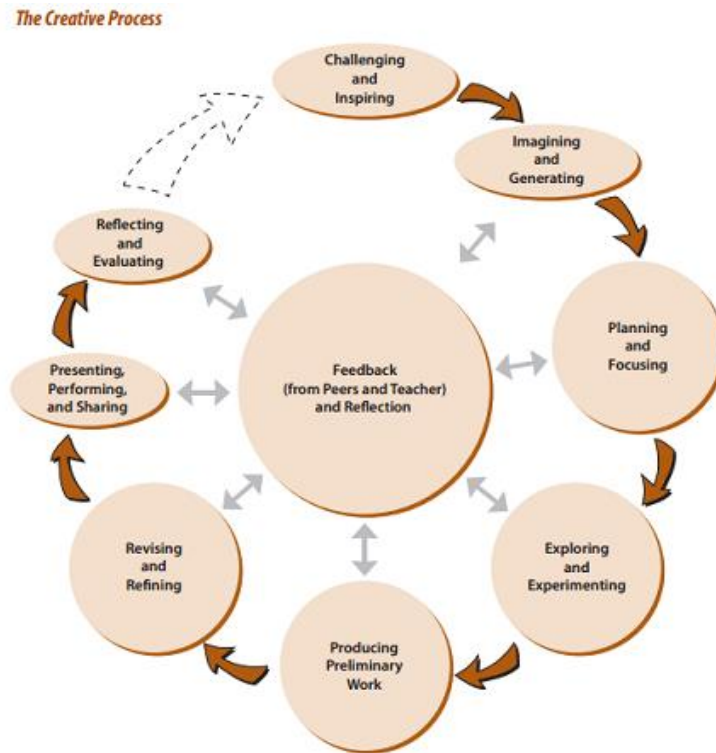 The Creative Process
Challenging
and
Inspiring
Imagining
and
Generating
Planning
and
Focusing
Exploring
and
Experimenting
Producing
Preliminary
Work
Revising
and
Refining
Presenting,
Performing,
and Sharing
Reflecting
and
Evaluating
Feedback
(from Peers and Teacher)
and Reflection